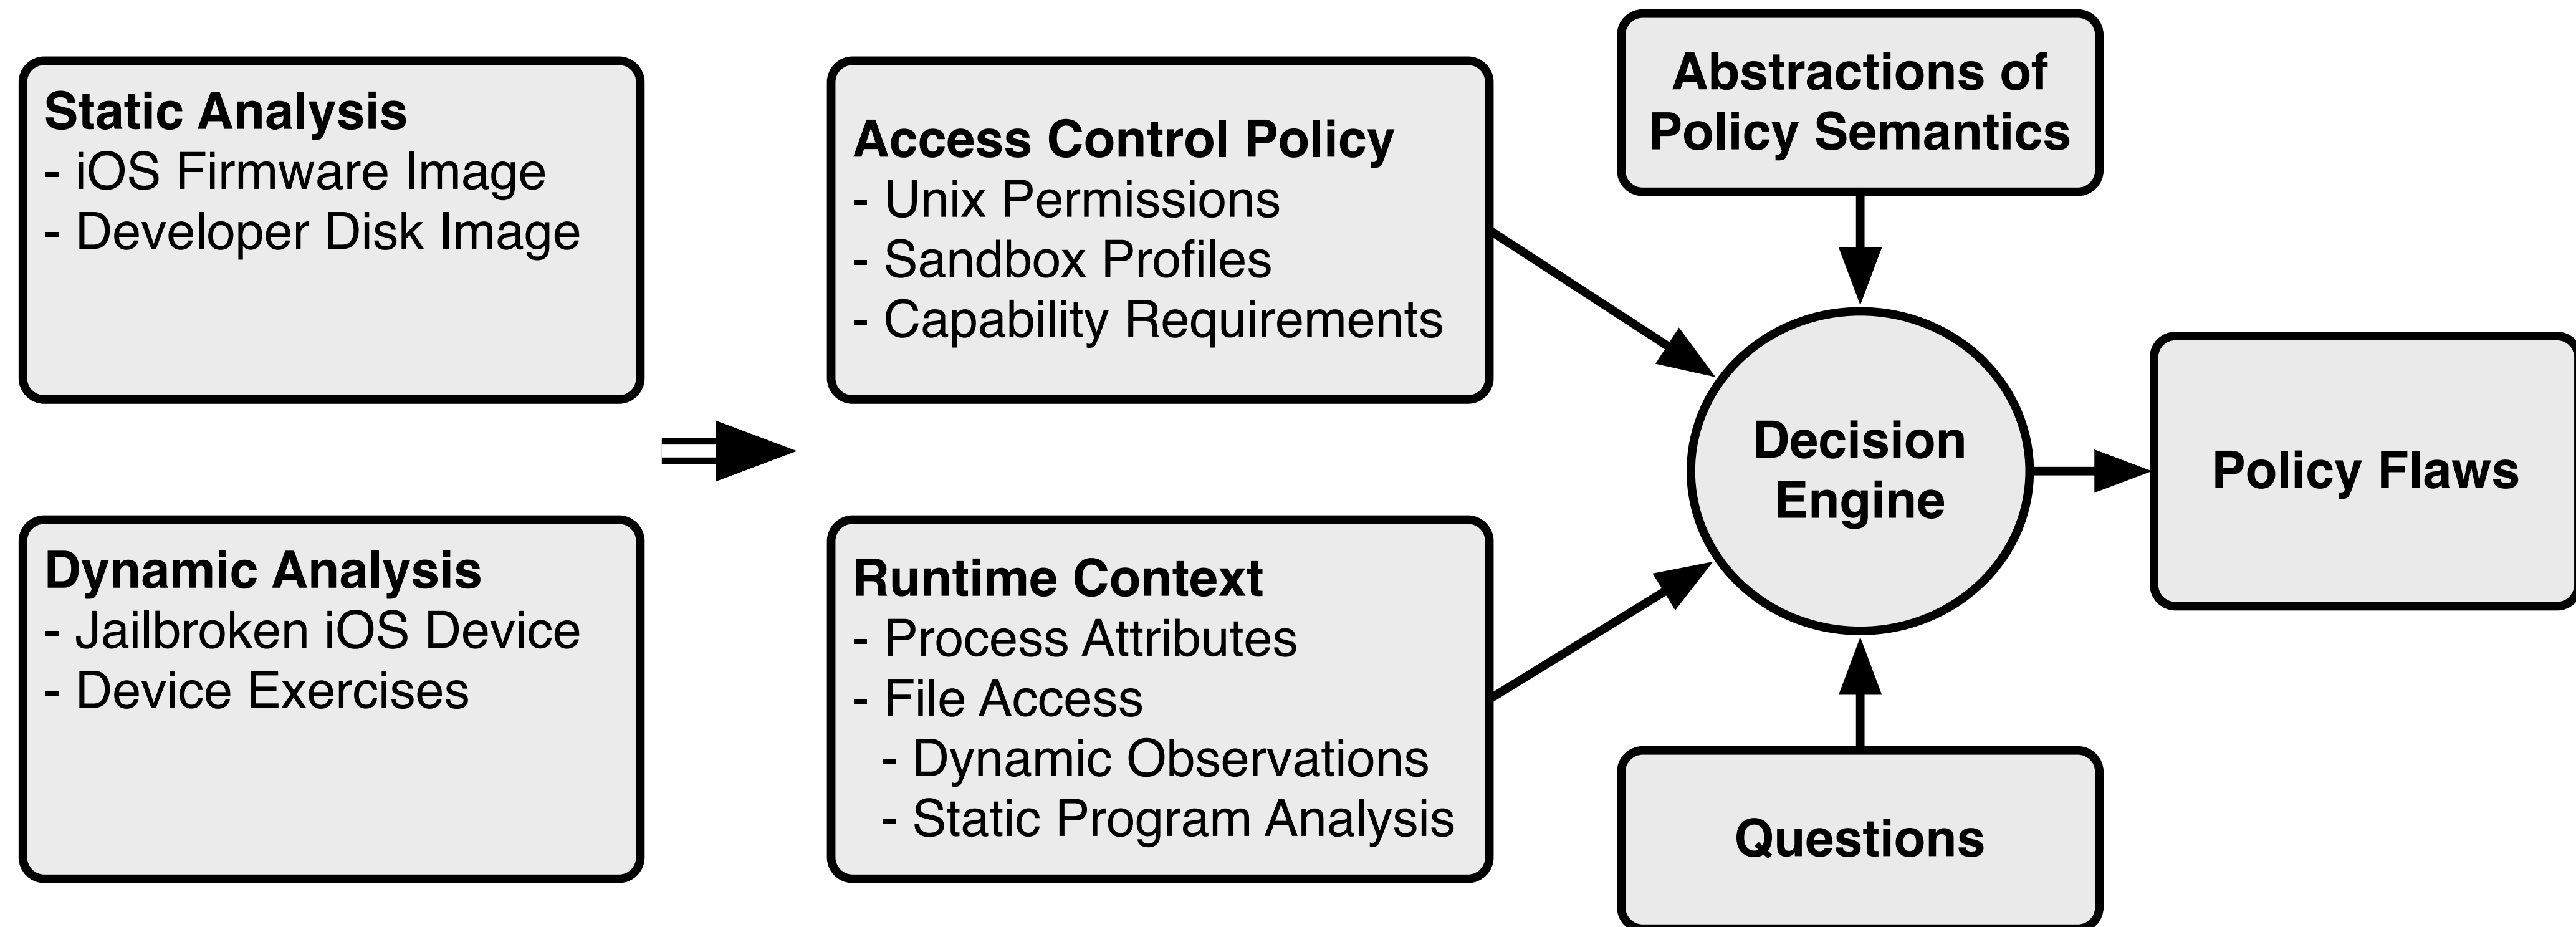 Static Analysis
- iOS Firmware Image
- Developer Disk Image
Dynamic Analysis
- Jailbroken iOS Device
- Device Exercises
Access Control Policy
- Unix Permissions
- Sandbox Profiles
- Capability Requirements
Runtime Context
- Process Attributes
- File Access
- Dynamic Observations
- Static Program Analysis
Abstractions of
Policy Semantics
Decision
Engine
Questions
Policy Flaws